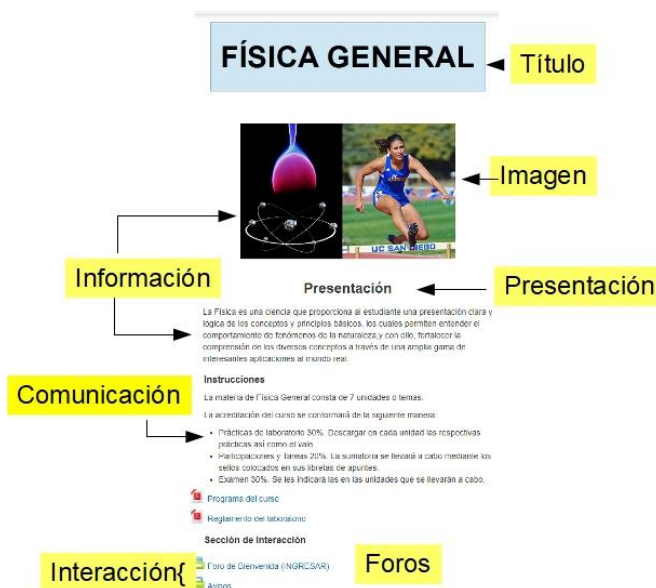 FÍSICA GENERAL
Título
Imagen
UC SAN DIEGO
Información
Presentación
Presentación
La Física es una ciencia que proporciona al estudiante una presentación clara y
lógica de los conceptos y principios básicos, los cuales permiten entender el
comportamiento de fenómenos de la naturaleza,y con ello, fortalecer la
comprensión de los diversos conceptos a través de una amplia gama de
interesantes aplicaciones al mundo real.
Instrucciones
Comunicación
La materia de Física General consta de 7 unidades o temas.
La acreditación del curso se conformará de la siguiente manera:
Prácticas de laboratorio 50%. Descargar en cada unidad las respectivas
prácticas así como el vale.
Participaciones y Tareas 20%. La sumatoria se llevará a cabo mediante los
sellos colocados en sus libretas de apuntes.
Examen 30%. Se les indicará las en las unidades que se llevarán a cabo.
Programa del curso
Reglamento del laboratorio
Sección de Interacción
Interacción{
Foro de Bienvenida (INGRESAR)
Foros
Avisos